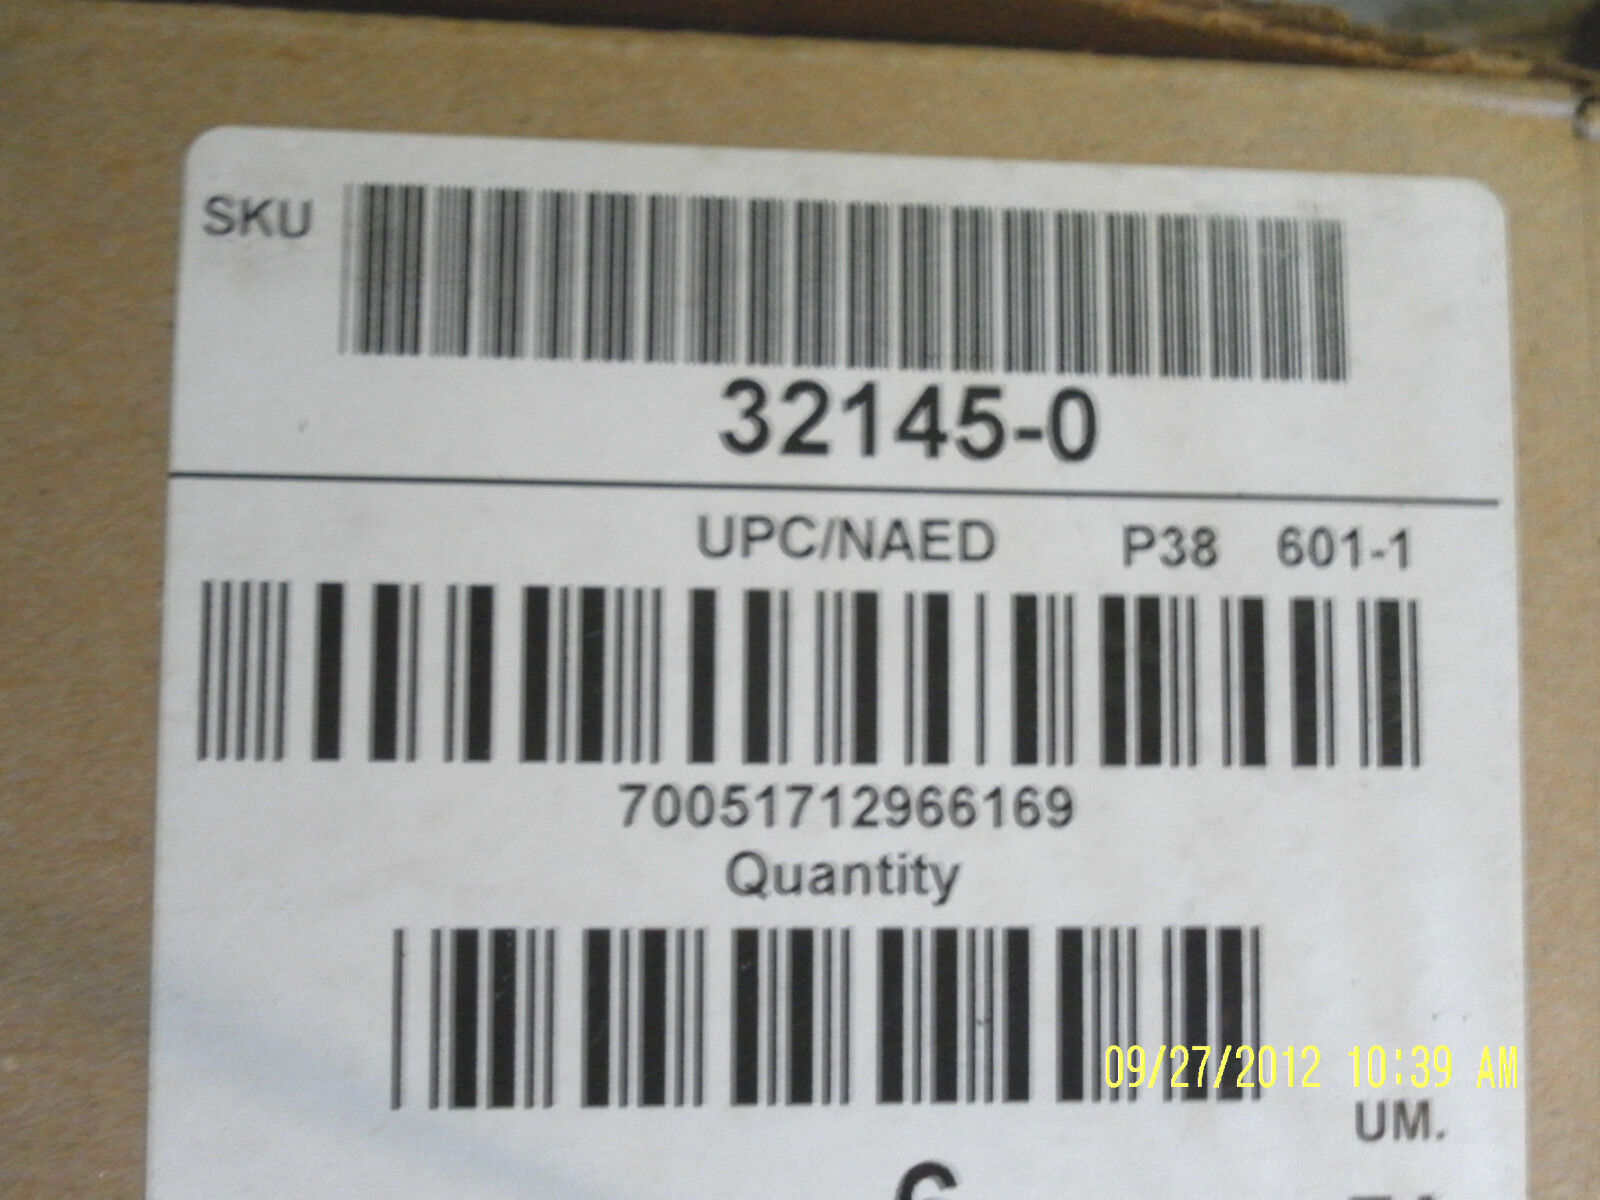 SKU
32145-0
UPC/NAED P38 601-1
70051712966169
Quantity
09/27/2012 10:39 AM
UM.